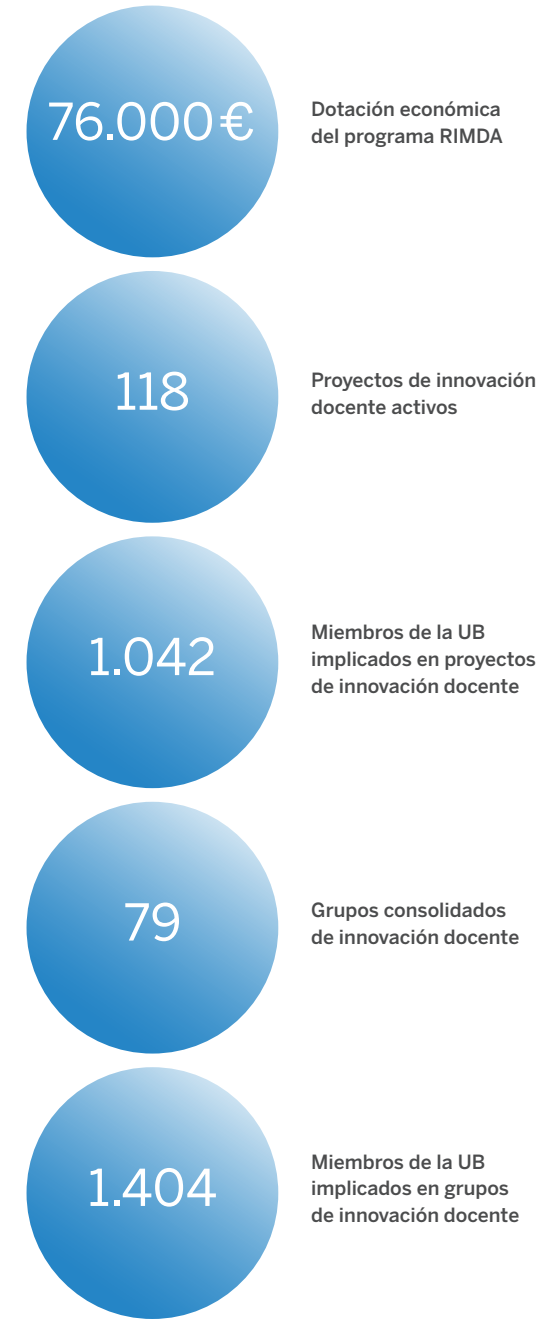 76.000 €
Dotación económica
del programa RIMDA
118
Proyectos de innovación
docente activos
1.042
Miembros de la UB
implicados en proyectos
de innovación docente
79
Grupos consolidados
de innovación docente
1.404
Miembros de la UB
implicados en grupos
de innovación docente